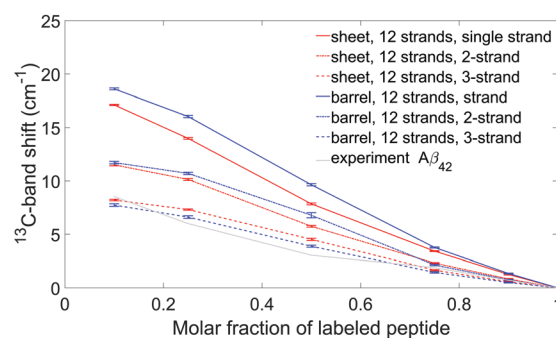 25
20
15
10
5
0
¹³C-band shift (cm⁻¹)
sheet, 12 strands, single strand
sheet, 12 strands, 2-strand
sheet, 12 strands, 3-strand
barrel, 12 strands, strand
barrel, 12 strands, 2-strand
barrel, 12 strands, 3-strand
experiment Aβ₄₂
0 0.2 0.4 0.6 0.8 1
Molar fraction of labeled peptide